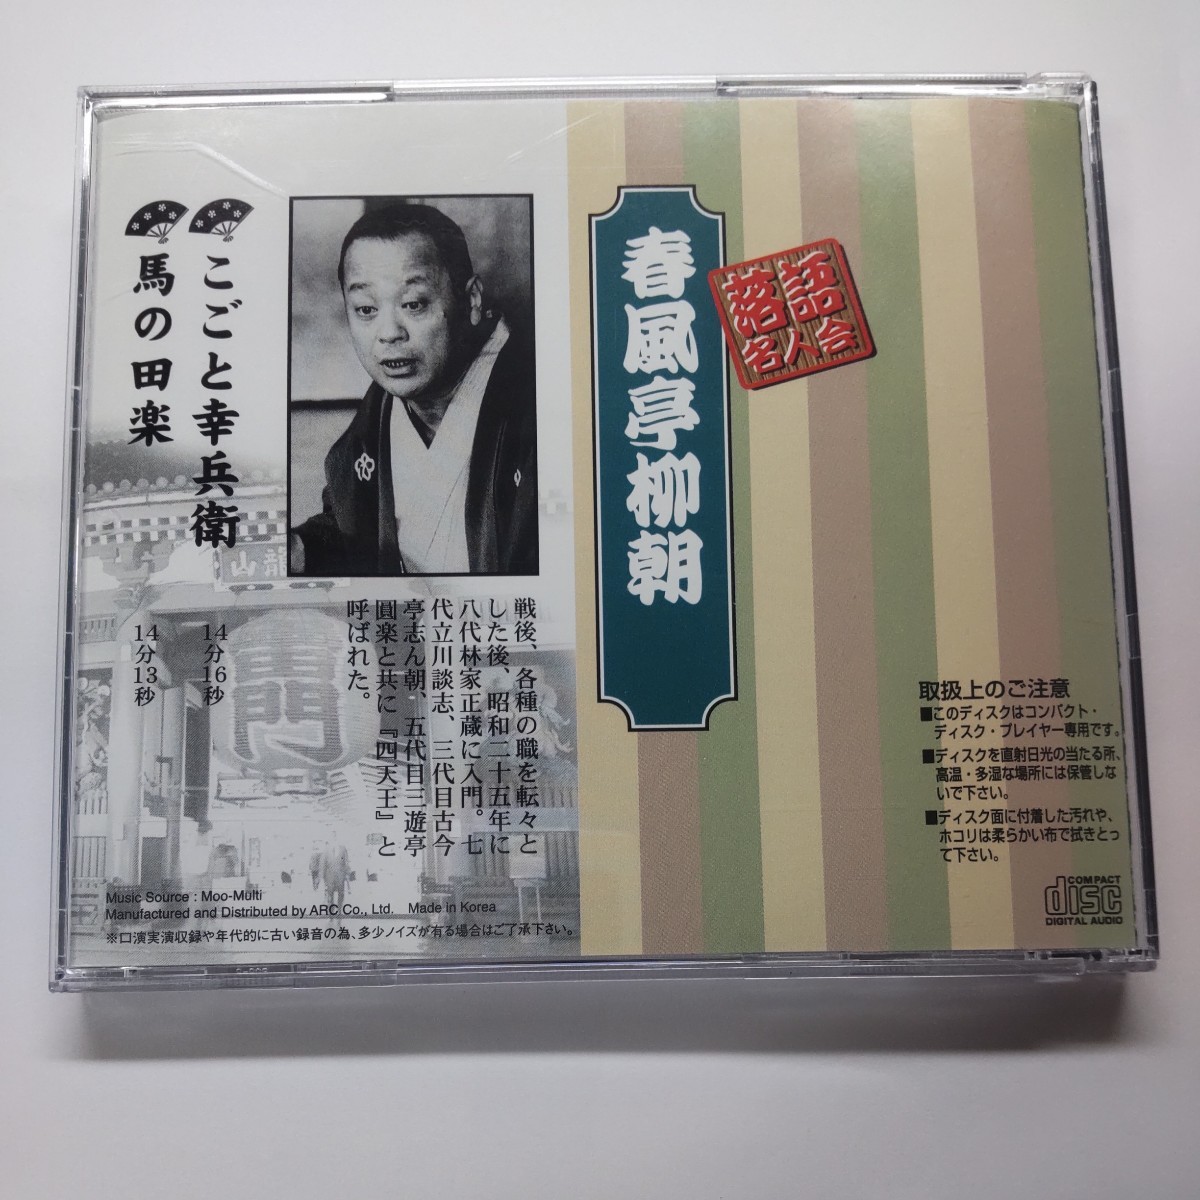 落語
名人会
春風亭柳朝
戦後、各種の職を転々と
した後、昭和二十五年に
八代林家正蔵に入門。七
代立川談志、三代目古今
亭志ん朝、五代目三遊亭
圓楽と共に『四天王』と
呼ばれた。
こごと幸兵衛
14分16秒
馬の田楽
14分13秒
山龍
雷門
Music Source : Moo-Multi
Manufactured and Distributed by ARC Co., Ltd. Made in Korea
※口演実演収録や年代的に古い録音の為、多少ノイズが有る場合はご了承下さい。
取扱上のご注意
■このディスクはコンパクト・
ディスク・プレイヤー専用です。
■ディスクを直射日光の当たる所、
高温・多湿な場所には保管しな
いで下さい。
■ディスク面に付着した汚れや、
ホコリは柔らかい布で拭きとっ
て下さい。
COMPACT
disc
DIGITAL AUDIO